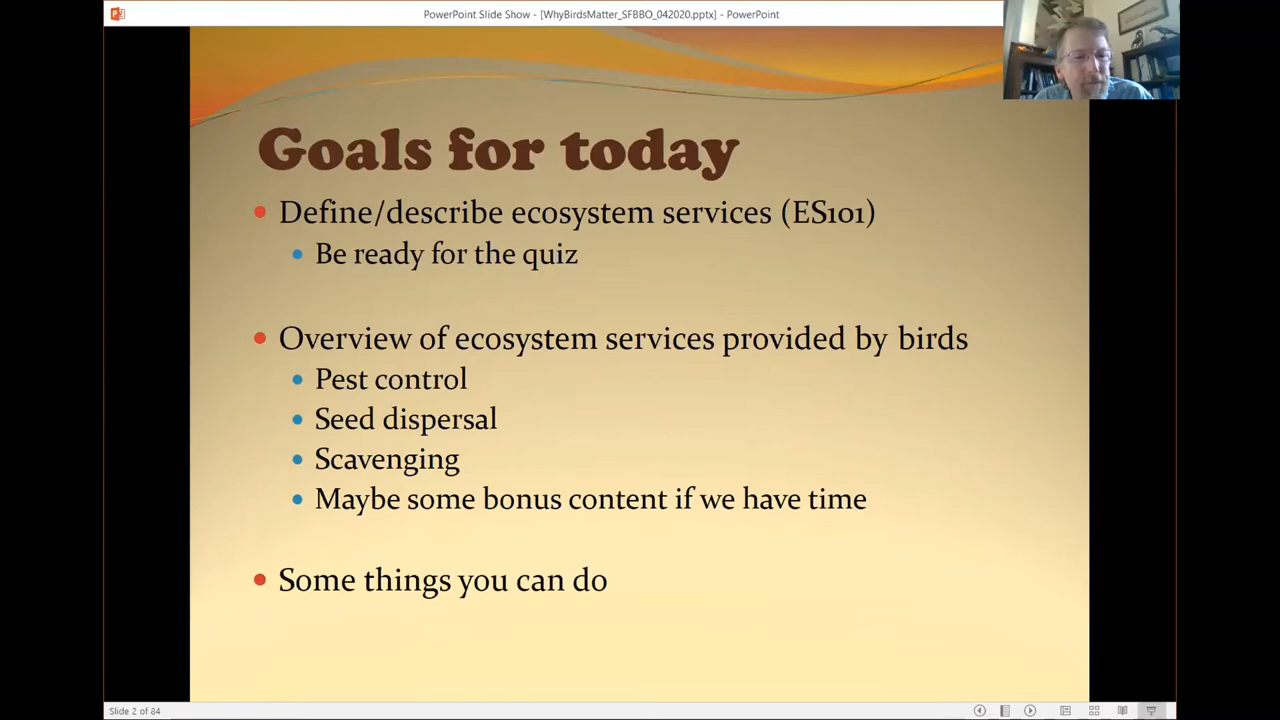 PowerPoint Slide Show - [WhyBirdsMatter_SFBBO_042020.pptx] - PowerPoint
Goals for today
Define/describe ecosystem services (ES101)
Be ready for the quiz
Overview of ecosystem services provided by birds
Pest control
Seed dispersal
Scavenging
Maybe some bonus content if we have time
Some things you can do
Slide 2 of 84